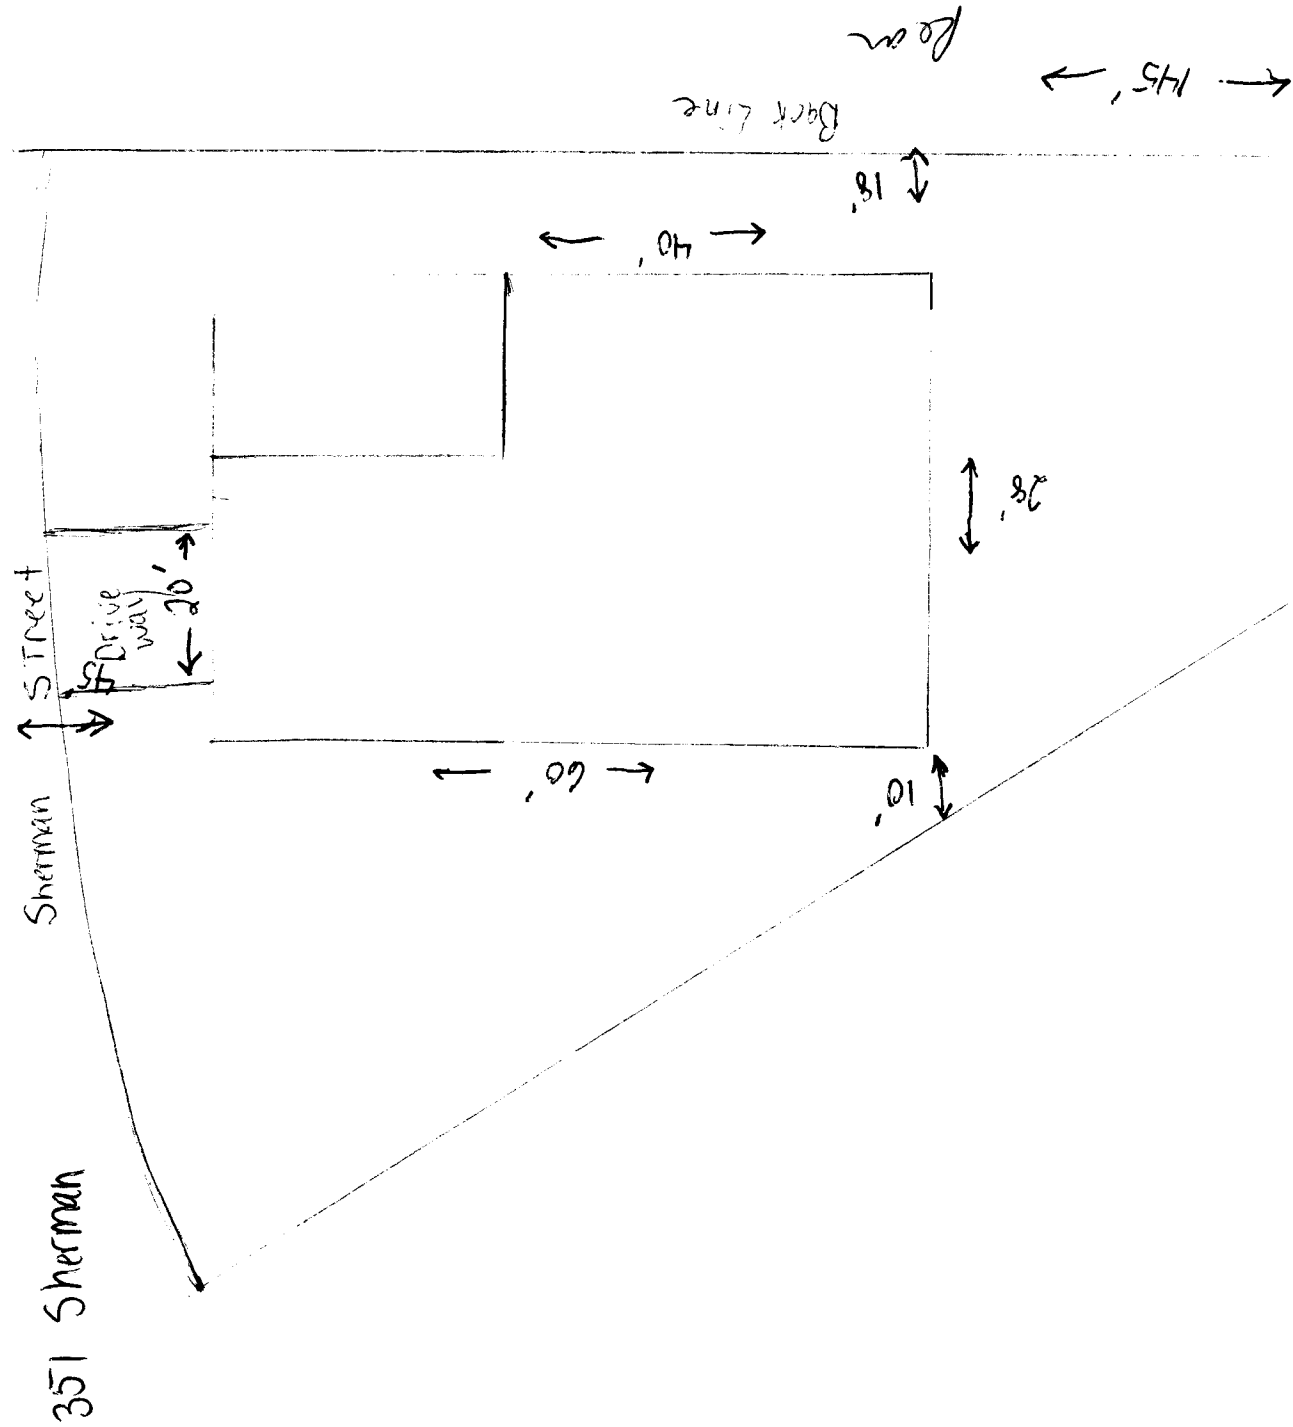 Rear
145'
Back Line
18'
40'
28'
Street
Drive
way
20'
45'
Sherman
60'
10'
351 Sherman